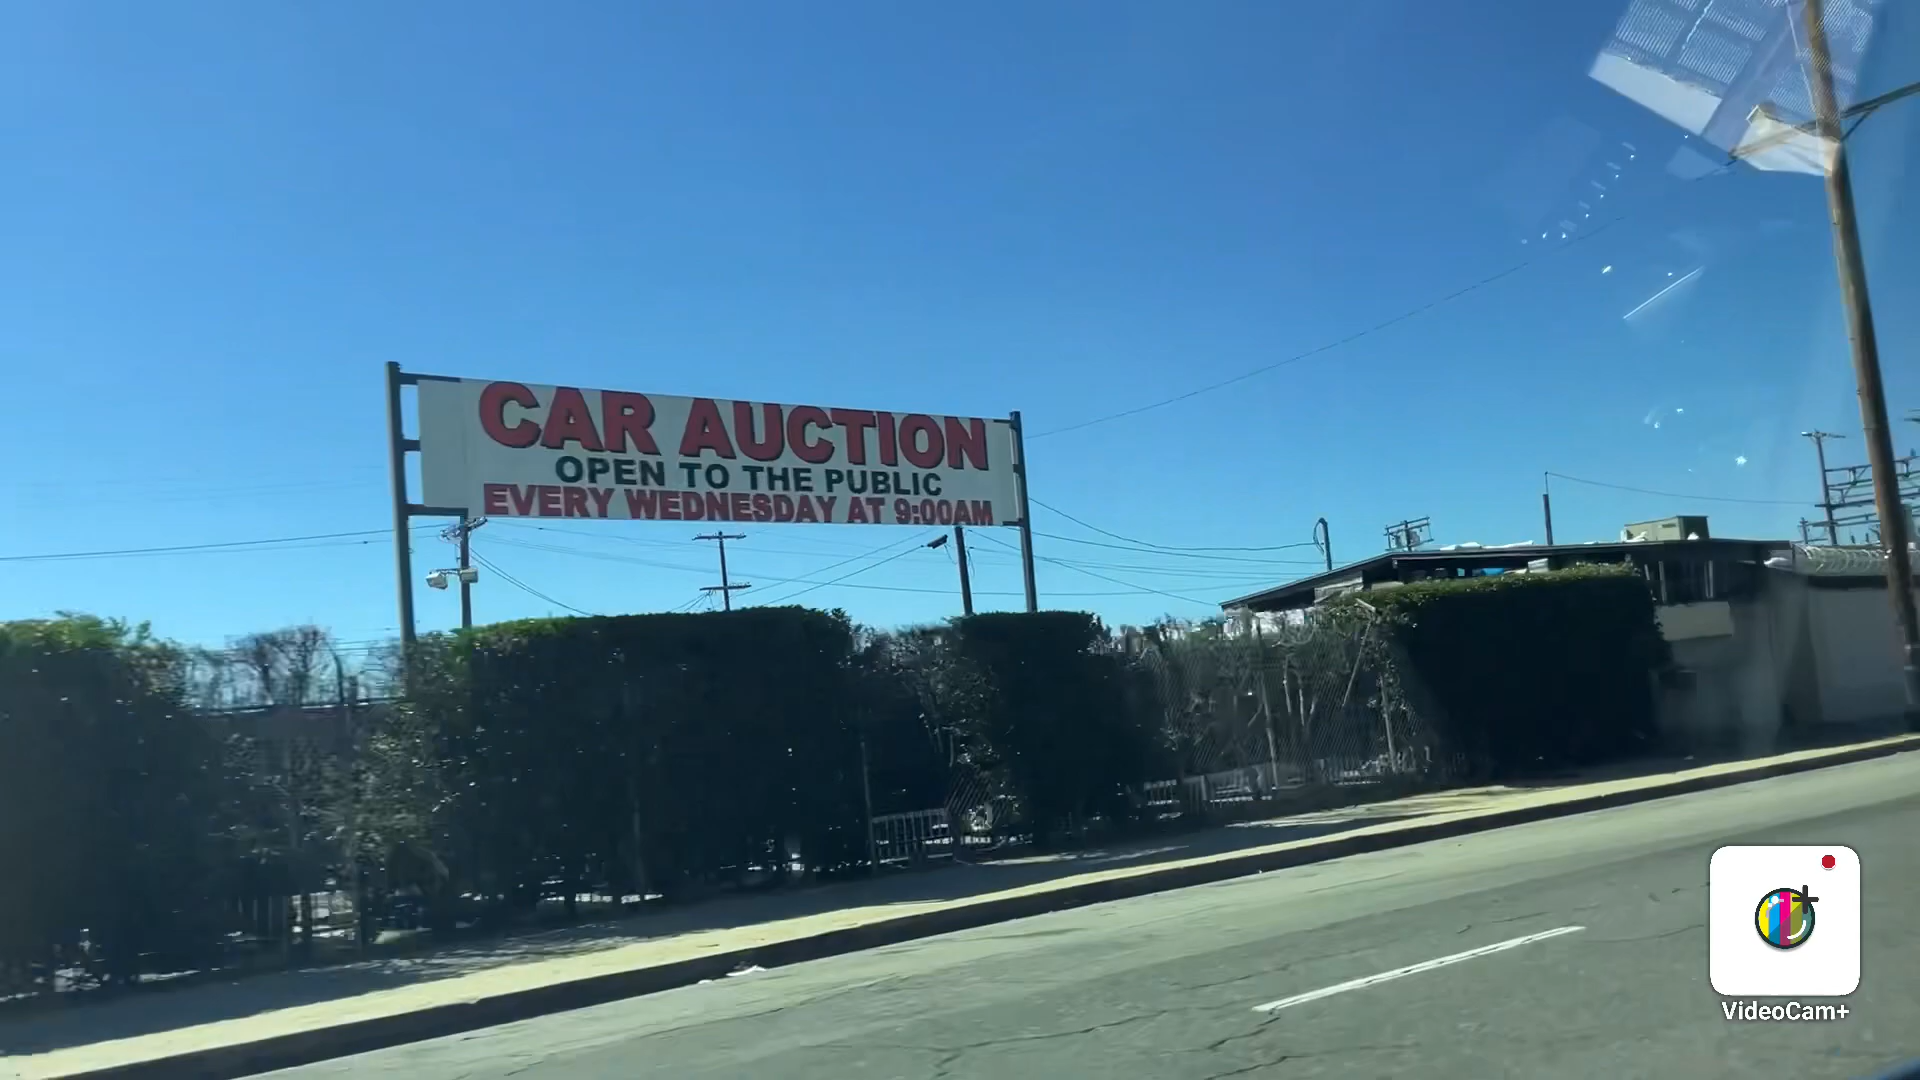 CAR AUCTION
OPEN TO THE PUBLIC
EVERY WEDNESDAY AT 9:00AM
VideoCam+